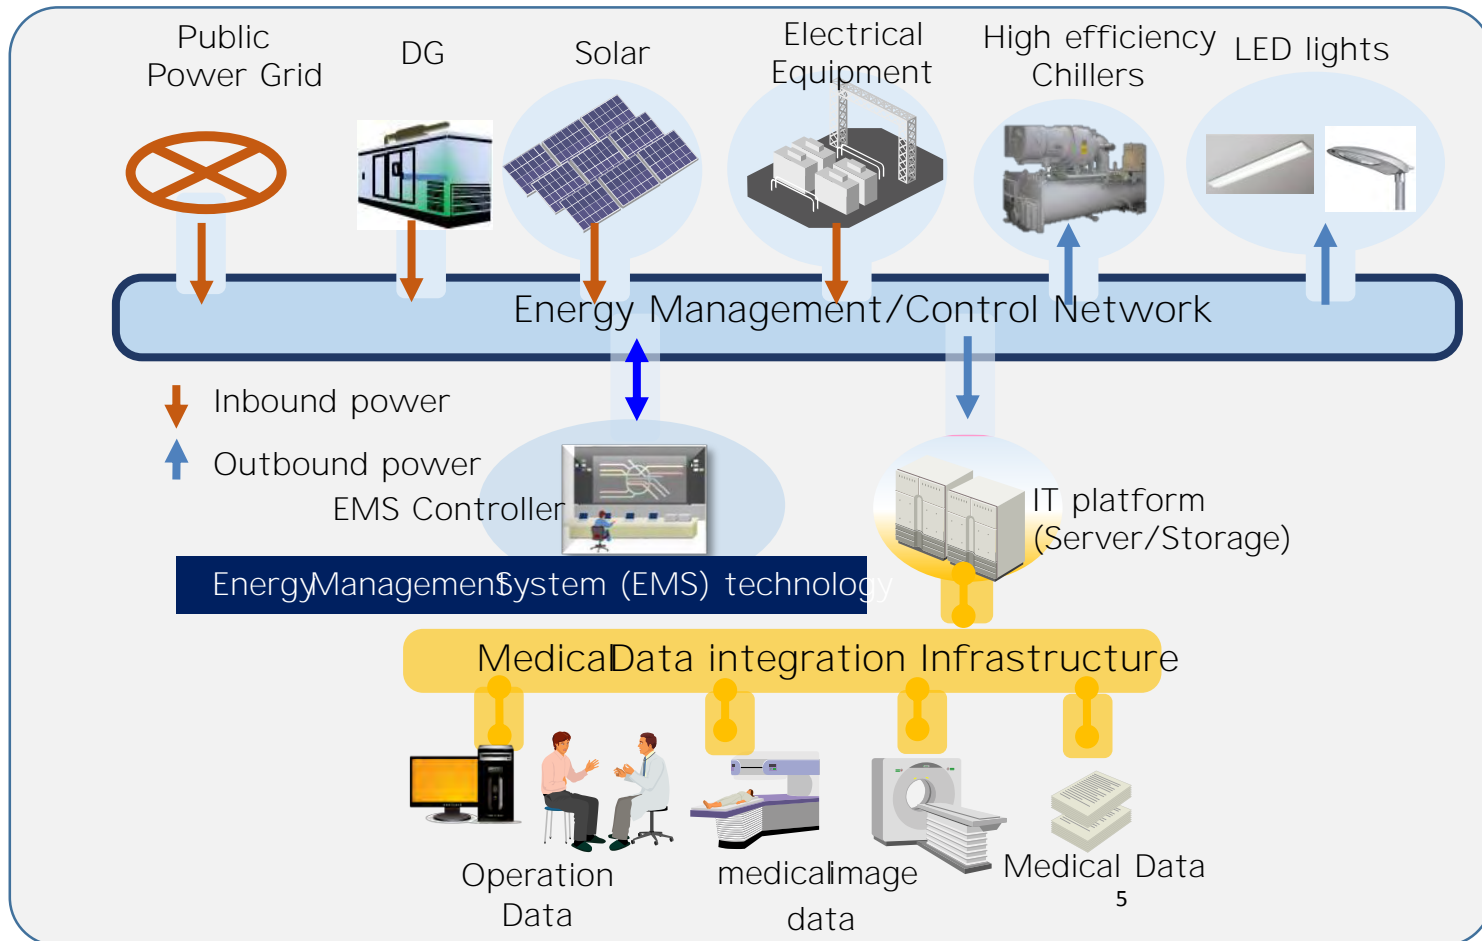 Public
Power Grid
DG
Solar
Electrical
Equipment
High efficiency
Chillers
LED lights
Energy Management/Control Network
Inbound power
Outbound power
EMS Controller
IT platform
(Server/Storage)
EnergyManagementSystem (EMS) technology
MedicalData integration Infrastructure
Operation
Data
medicalimage
data
Medical Data
5